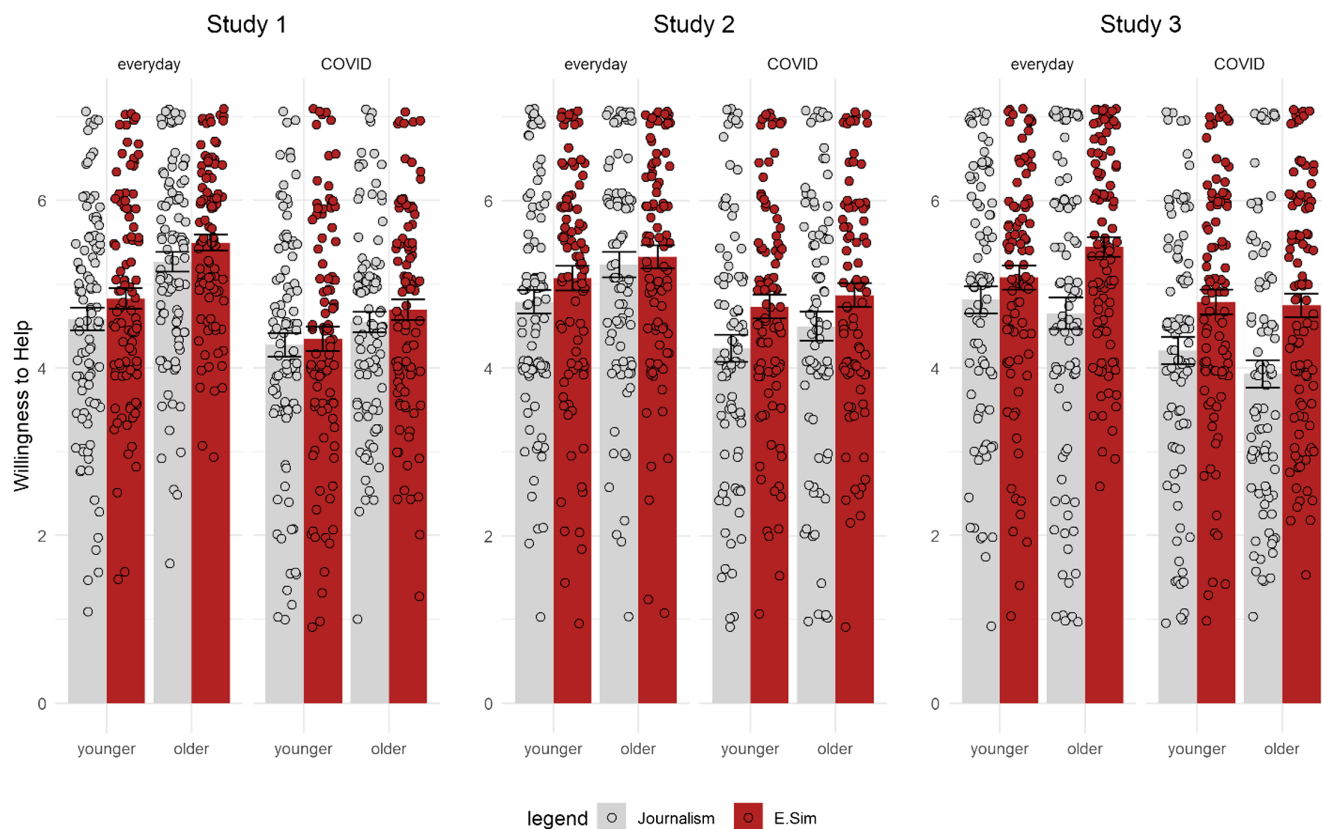 Study 1 Study 2 Study 3
everyday COVID everyday COVID everyday COVID
Willingness to Help
6 6 6
4 4 4
2 2 2
0 0 0
younger older younger older younger older younger older younger older younger older
legend Journalism E.Sim